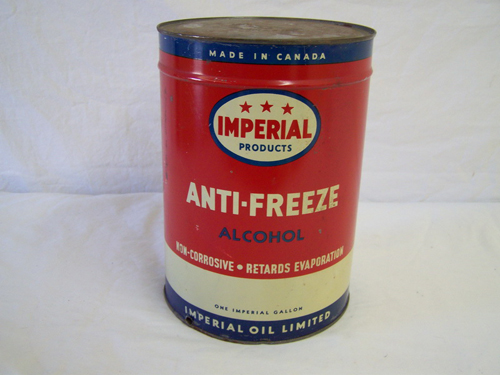 MADE IN CANADA
IMPERIAL
PRODUCTS
ANTI-FREEZE
ALCOHOL
NON-CORROSIVE • RETARDS EVAPORATION
ONE IMPERIAL GALLON
IMPERIAL OIL LIMITED